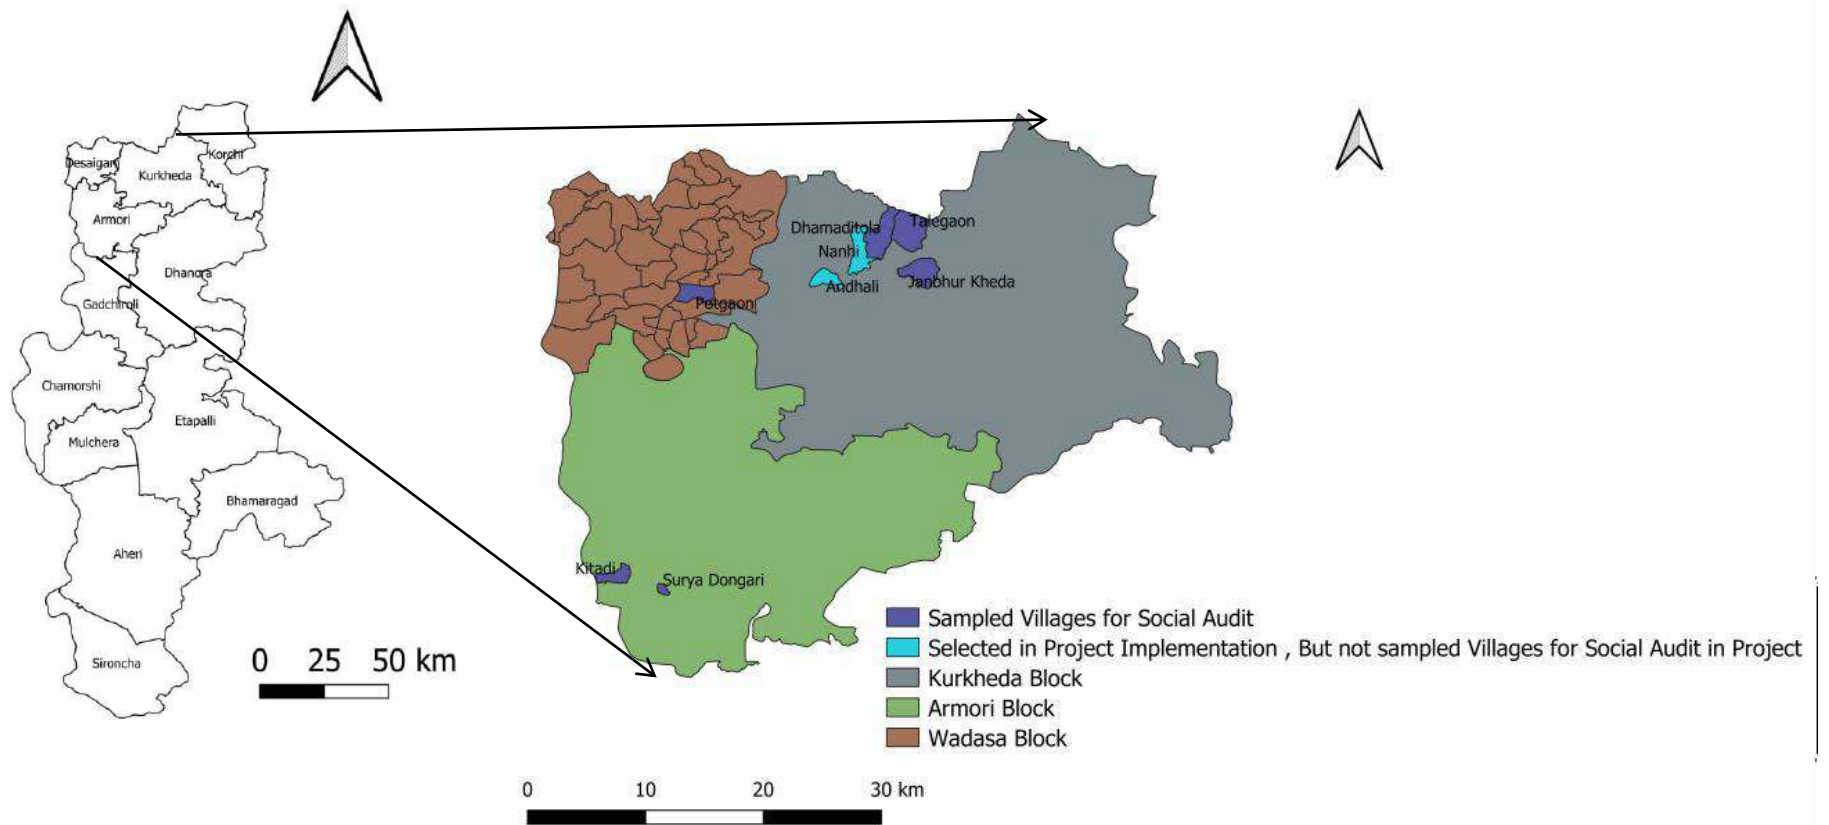 Korchi
Desaiganj
Kurkheda
Armori
Dhanora
Gadchiroli
Chamorshi
Etapalli
Mulchera
Bhamaragad
Aheri
Sironcha
0 25 50 km
Dhamaditola
Talegaon
Nanhi
Andhali
Janbhur Kheda
Potgaon
Kitadi
Surya Dongari
Sampled Villages for Social Audit
Selected in Project Implementation , But not sampled Villages for Social Audit in Project
Kurkheda Block
Armori Block
Wadasa Block
0 10 20 30 km